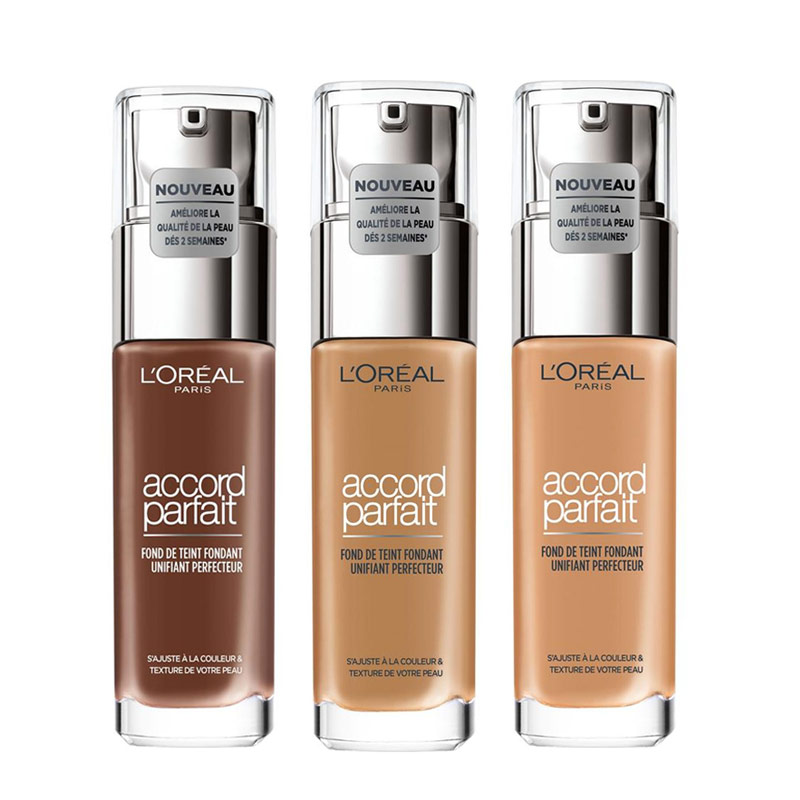 NOUVEAU
AMÉLIORE LA
QUALITÉ DE LA PEAU
DÈS 2 SEMAINES*
L'ORÉAL
PARIS
accord
parfait
FOND DE TEINT FONDANT
UNIFIANT PERFECTEUR
S'AJUSTE À LA COULEUR &
TEXTURE DE VOTRE PEAU
NOUVEAU
AMÉLIORE LA
QUALITÉ DE LA PEAU
DÈS 2 SEMAINES*
L'ORÉAL
PARIS
accord
parfait
FOND DE TEINT FONDANT
UNIFIANT PERFECTEUR
S'AJUSTE À LA COULEUR &
TEXTURE DE VOTRE PEAU
NOUVEAU
AMÉLIORE LA
QUALITÉ DE LA PEAU
DÈS 2 SEMAINES*
L'ORÉAL
PARIS
accord
parfait
FOND DE TEINT FONDANT
UNIFIANT PERFECTEUR
S'AJUSTE À LA COULEUR &
TEXTURE DE VOTRE PEAU